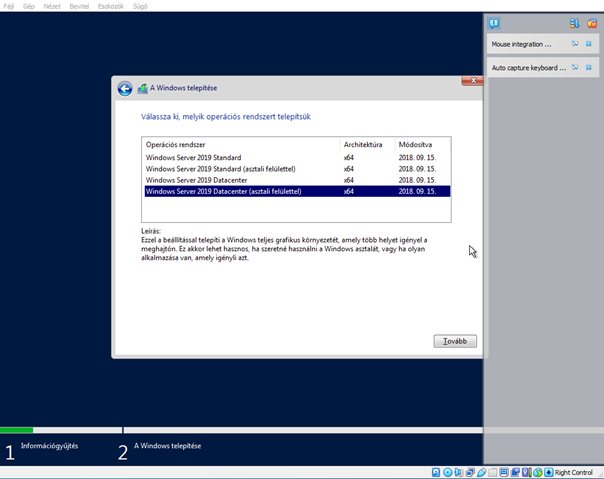 Fájl Gép Nézet Bevitel Eszközök Súgó
Mouse integration ...
Auto capture keyboard ...
A Windows telepítése
Válassza ki, melyik operációs rendszert telepítsük
Operációs rendszer Architektúra Módosítva
Windows Server 2019 Standard x64 2018. 09. 15.
Windows Server 2019 Standard (asztali felülettel) x64 2018. 09. 15.
Windows Server 2019 Datacenter x64 2018. 09. 15.
Windows Server 2019 Datacenter (asztali felülettel) x64 2018. 09. 15.
Leírás:
Ezzel a beállítással telepíti a Windows teljes grafikus környezetét, amely több helyet igényel a
meghajtón. Ez akkor lehet hasznos, ha szeretné használni a Windows asztalát, vagy ha olyan
alkalmazása van, amely igényli azt.
Tovább
1 Információgyűjtés 2 A Windows telepítése
Right Control